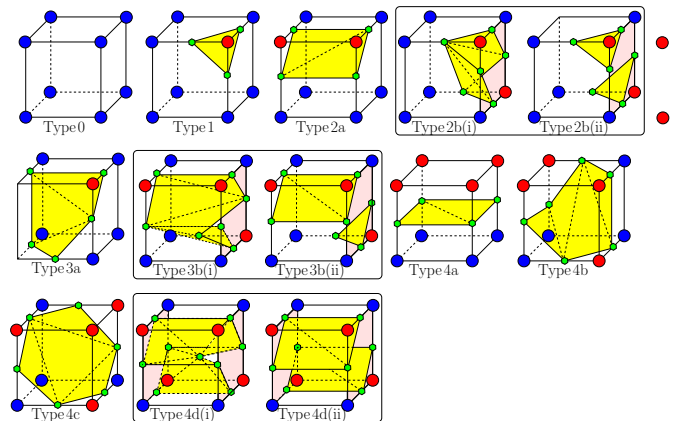 Type0 Type1 Type2a Type2b(i) Type2b(ii)
Type3a Type3b(i) Type3b(ii) Type4a Type4b
Type4c Type4d(i) Type4d(ii)